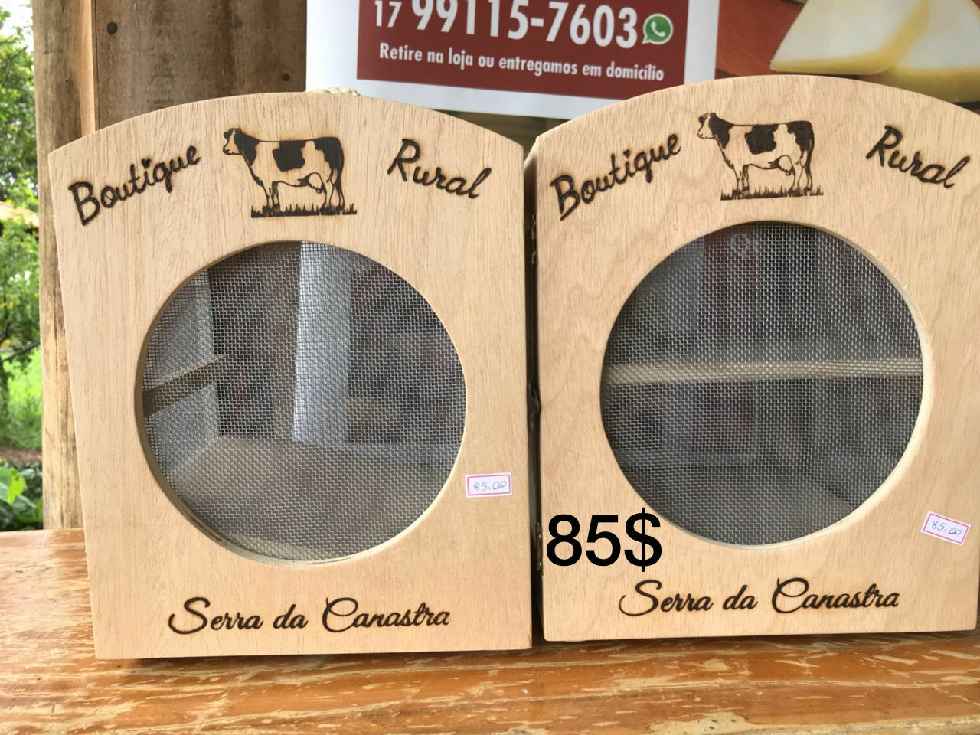 17 99115-7603
Retire na loja ou entregamos em domicílio
Boutique Rural
85.00
Serra da Canastra
Boutique Rural
85.00
85$
Serra da Canastra